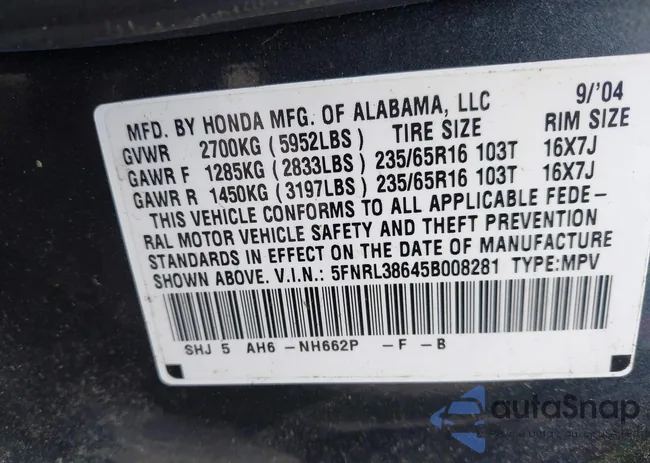 MFD. BY HONDA MFG. OF ALABAMA, LLC 9/'04
GVWR 2700KG (5952LBS) TIRE SIZE RIM SIZE
GAWR F 1285KG (2833LBS) 235/65R16 103T 16X7J
GAWR R 1450KG (3197LBS) 235/65R16 103T 16X7J
THIS VEHICLE CONFORMS TO ALL APPLICABLE FEDE-
RAL MOTOR VEHICLE SAFETY AND THEFT PREVENTION
STANDARDS IN EFFECT ON THE DATE OF MANUFACTURE
SHOWN ABOVE. V.I.N.: 5FNRL38645B008281 TYPE:MPV
SHJ 5 AH6 -NH662P -F -B
autoSnap